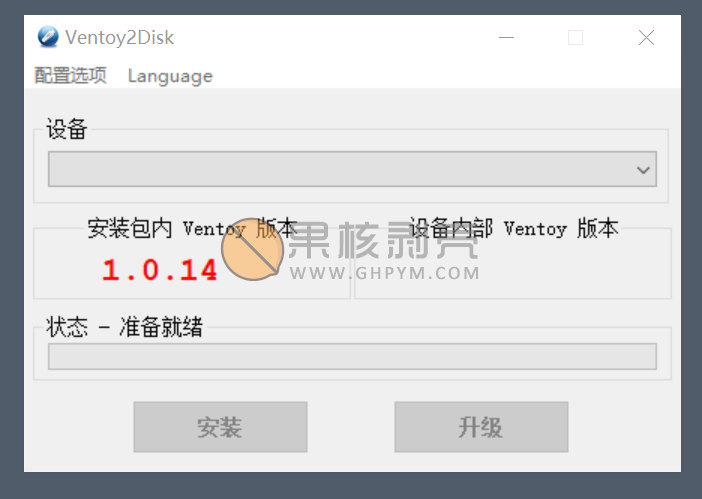 Ventoy2Disk
配置选项 Language
设备
安装包内 Ventoy 版本 设备内部 Ventoy 版本
果核剥壳
WWW.GHPYM.COM
1.0.14
状态 - 准备就绪
安装 升级